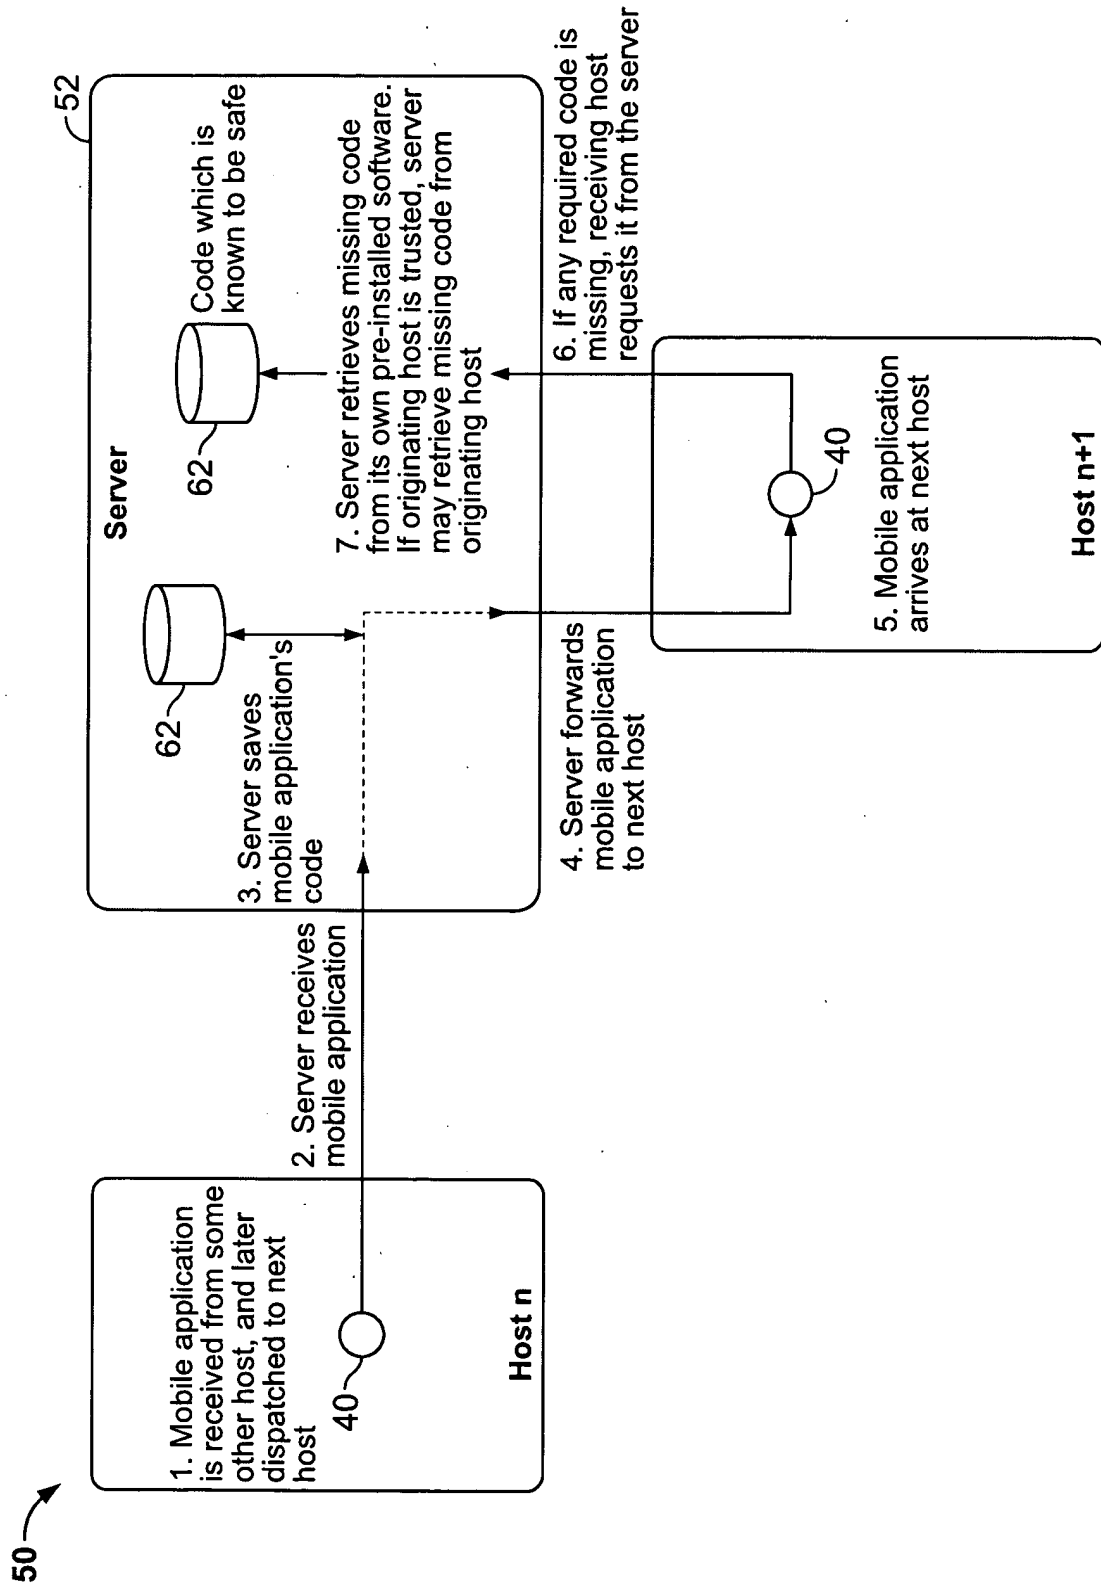 50
1. Mobile application
is received from some
other host, and later
dispatched to next
host
40
Host n
2. Server receives
mobile application
52
Server
3. Server saves
mobile application's
code
62
62
Code which is
known to be safe
7. Server retrieves missing code
from its own pre-installed software.
If originating host is trusted, server
may retrieve missing code from
originating host
4. Server forwards
mobile application
to next host
6. If any required code is
missing, receiving host
requests it from the server
40
5. Mobile application
arrives at next host
Host n+1